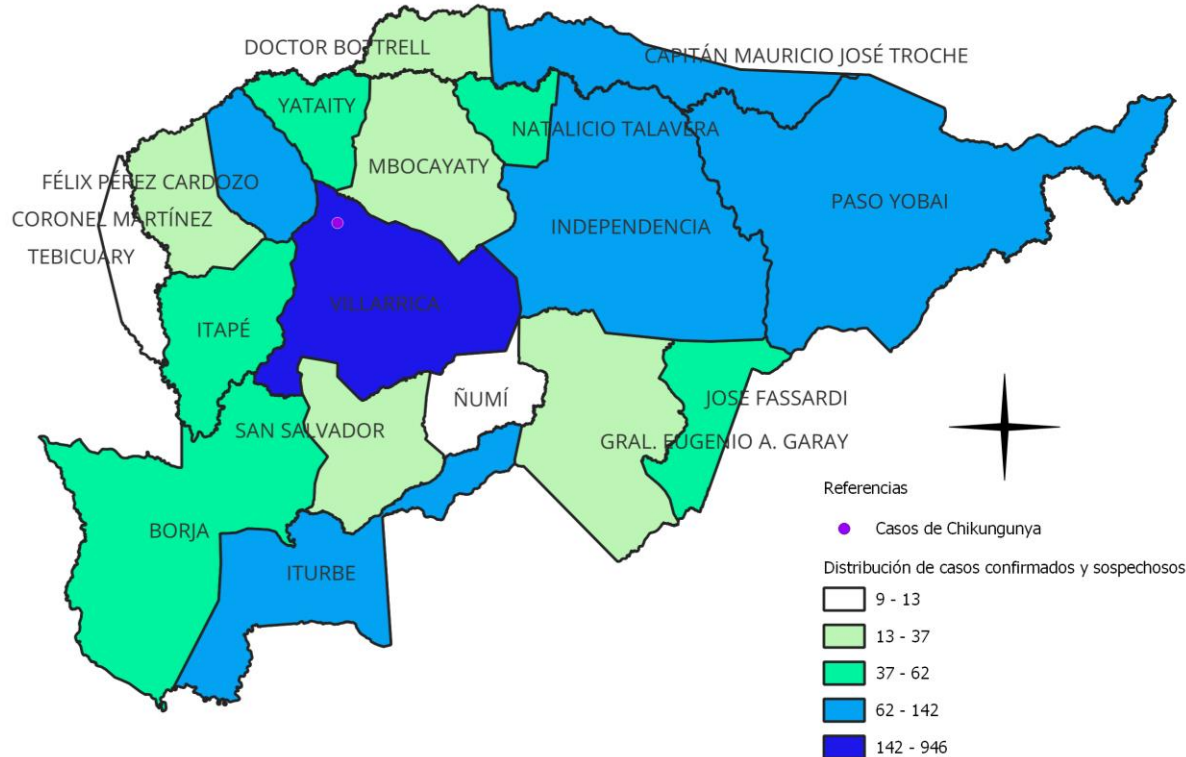 DOCTOR BOTTRELL
CAPITÁN MAURICIO JOSÉ TROCHE
YATAITY
NATALICIO TALAVERA
MBOCAYATY
FÉLIX PÉREZ CARDOZO
PASO YOBAI
CORONEL MARTÍNEZ
INDEPENDENCIA
TEBICUARY
VILLARRICA
ITAPÉ
ÑUMÍ
JOSE FASSARDI
SAN SALVADOR
GRAL. EUGENIO A. GARAY
BORJA
ITURBE
Referencias
Casos de Chikungunya
Distribución de casos confirmados y sospechosos
9 - 13
13 - 37
37 - 62
62 - 142
142 - 946